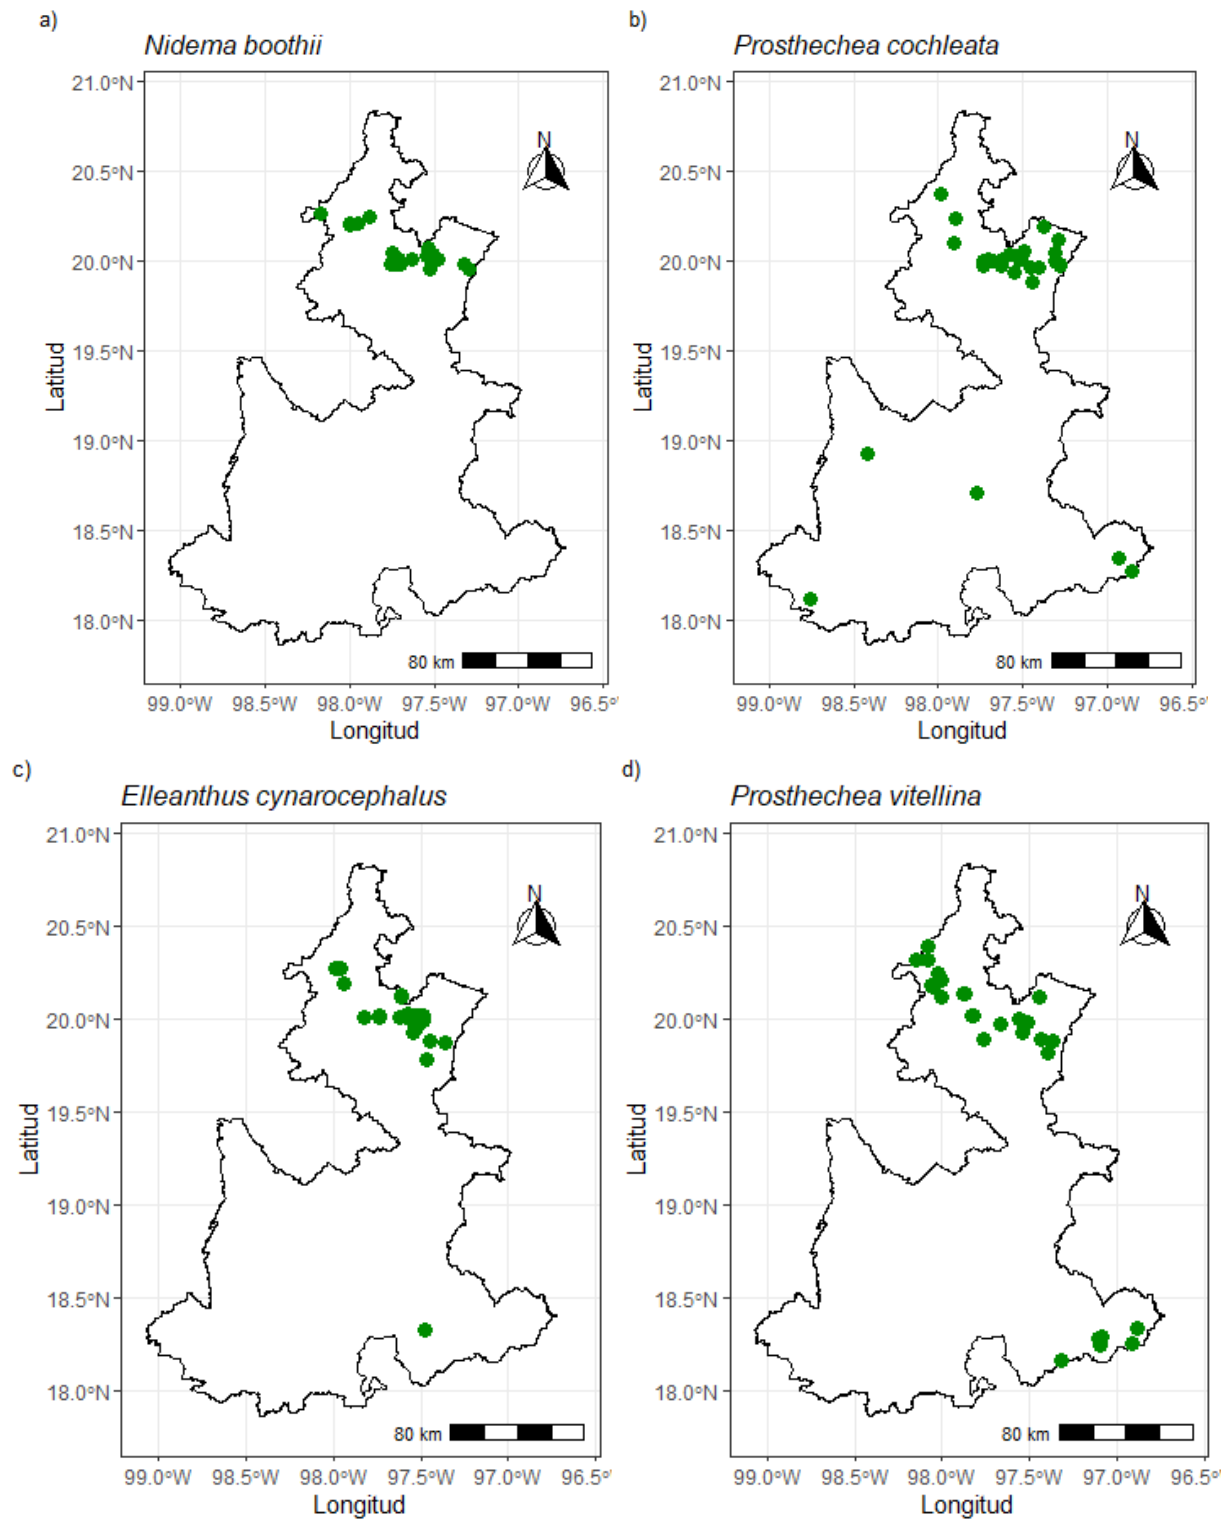 a)
Nidema boothii
21.0°N
20.5°N
20.0°N
19.5°N
19.0°N
18.5°N
18.0°N
Latitud
N
80 km
99.0°W 98.5°W 98.0°W 97.5°W 97.0°W 96.5°
Longitud
b)
Prosthechea cochleata
21.0°N
20.5°N
20.0°N
19.5°N
19.0°N
18.5°N
18.0°N
Latitud
N
80 km
99.0°W 98.5°W 98.0°W 97.5°W 97.0°W 96.5°
Longitud
c)
Elleanthus cynarocephalus
21.0°N
20.5°N
20.0°N
19.5°N
19.0°N
18.5°N
18.0°N
Latitud
N
80 km
99.0°W 98.5°W 98.0°W 97.5°W 97.0°W 96.5°
Longitud
d)
Prosthechea vitellina
21.0°N
20.5°N
20.0°N
19.5°N
19.0°N
18.5°N
18.0°N
Latitud
N
80 km
99.0°W 98.5°W 98.0°W 97.5°W 97.0°W 96.5°
Longitud